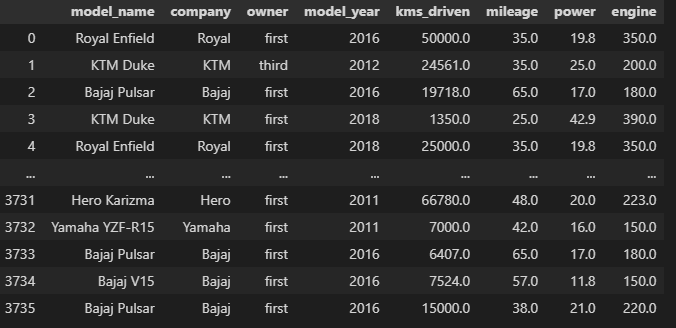 model_name company owner model_year kms_driven mileage power engine
0 Royal Enfield Royal first 2016 50000.0 35.0 19.8 350.0
1 KTM Duke KTM third 2012 24561.0 35.0 25.0 200.0
2 Bajaj Pulsar Bajaj first 2016 19718.0 65.0 17.0 180.0
3 KTM Duke KTM first 2018 1350.0 25.0 42.9 390.0
4 Royal Enfield Royal first 2018 25000.0 35.0 19.8 350.0
... ... ... ... ... ... ... ... ...
3731 Hero Karizma Hero first 2011 66780.0 48.0 20.0 223.0
3732 Yamaha YZF-R15 Yamaha first 2011 7000.0 42.0 16.0 150.0
3733 Bajaj Pulsar Bajaj first 2016 6407.0 65.0 17.0 180.0
3734 Bajaj V15 Bajaj first 2016 7524.0 57.0 11.8 150.0
3735 Bajaj Pulsar Bajaj first 2016 15000.0 38.0 21.0 220.0